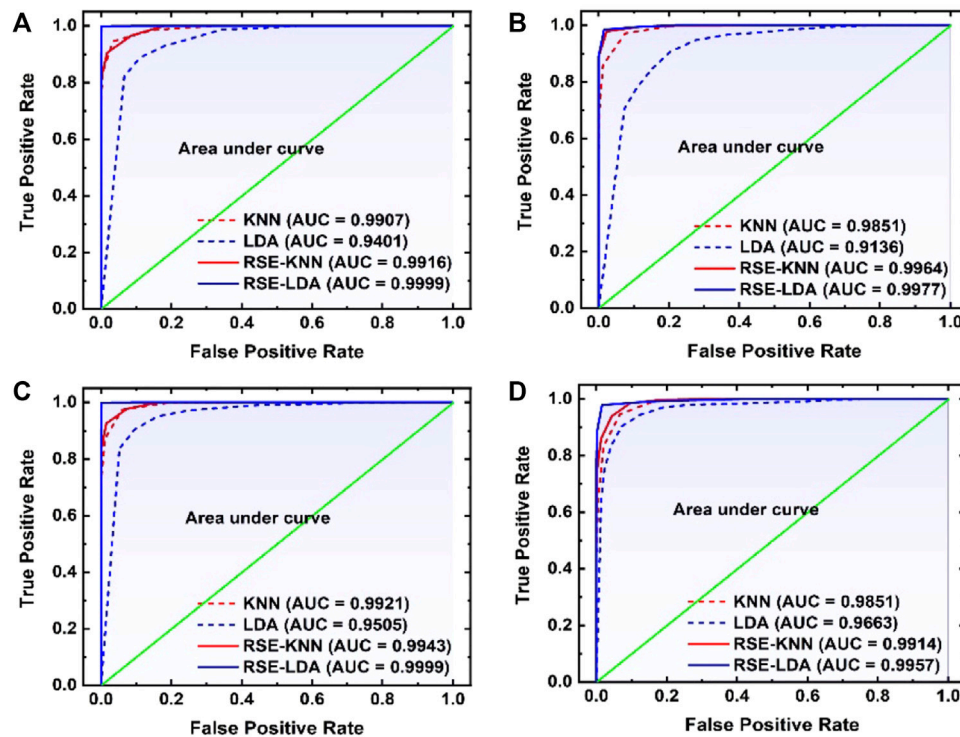 A
True Positive Rate
1.0
0.8
0.6
0.4
0.2
0.0
Area under curve
KNN (AUC = 0.9907)
LDA (AUC = 0.9401)
RSE-KNN (AUC = 0.9916)
RSE-LDA (AUC = 0.9999)
0.0 0.2 0.4 0.6 0.8 1.0
False Positive Rate
B
True Positive Rate
1.0
0.8
0.6
0.4
0.2
0.0
Area under curve
KNN (AUC = 0.9851)
LDA (AUC = 0.9136)
RSE-KNN (AUC = 0.9964)
RSE-LDA (AUC = 0.9977)
0.0 0.2 0.4 0.6 0.8 1.0
False Positive Rate
C
True Positive Rate
1.0
0.8
0.6
0.4
0.2
0.0
Area under curve
KNN (AUC = 0.9921)
LDA (AUC = 0.9505)
RSE-KNN (AUC = 0.9943)
RSE-LDA (AUC = 0.9999)
0.0 0.2 0.4 0.6 0.8 1.0
False Positive Rate
D
True Positive Rate
1.0
0.8
0.6
0.4
0.2
0.0
Area under curve
KNN (AUC = 0.9851)
LDA (AUC = 0.9663)
RSE-KNN (AUC = 0.9914)
RSE-LDA (AUC = 0.9957)
0.0 0.2 0.4 0.6 0.8 1.0
False Positive Rate